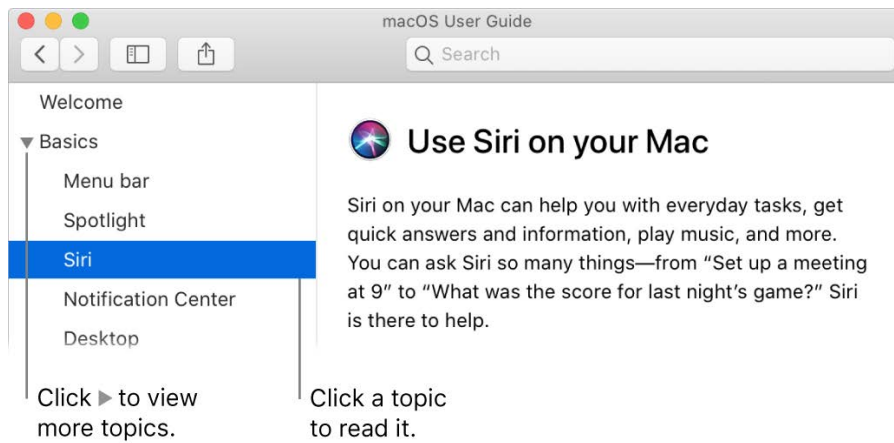 macOS User Guide
Search
Welcome
Basics
Menu bar
Spotlight
Siri
Notification Center
Desktop
Use Siri on your Mac
Siri on your Mac can help you with everyday tasks, get
quick answers and information, play music, and more.
You can ask Siri so many things—from “Set up a meeting
at 9” to “What was the score for last night’s game?” Siri
is there to help.
Click ▶ to view
more topics.
Click a topic
to read it.